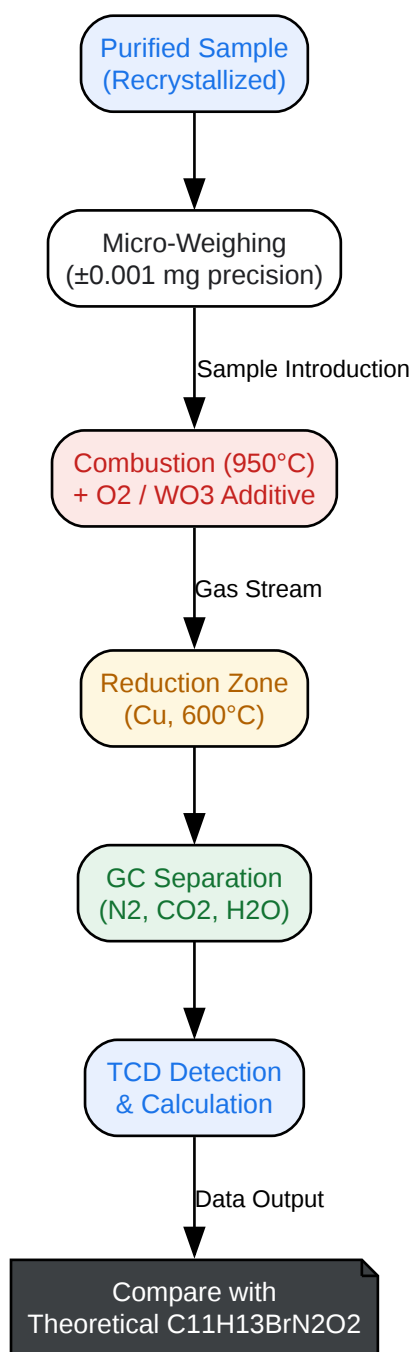 Purified Sample
(Recrystallized)
Micro-Weighing
(±0.001 mg precision)
Sample Introduction
Combustion (950°C)
+ O2 / WO3 Additive
Gas Stream
Reduction Zone
(Cu, 600°C)
GC Separation
(N2, CO2, H2O)
TCD Detection
& Calculation
Data Output
Compare with
Theoretical C11H13BrN2O2